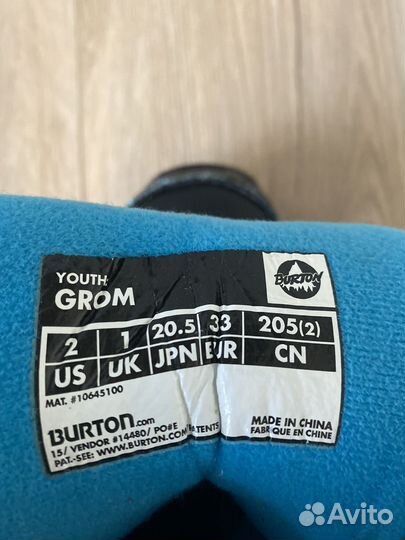 YOUTH
GROM
BURTON
2 1 20.5 33 205(2)
US UK JPN EUR CN
MAT. #10645100
BURTON.com
MADE IN CHINA
15/ VENDOR #14480/ PO#E
FABRIQUE EN CHINE
PAT.-SEE: WWW.BURTON.COM/PATENTS
Avito